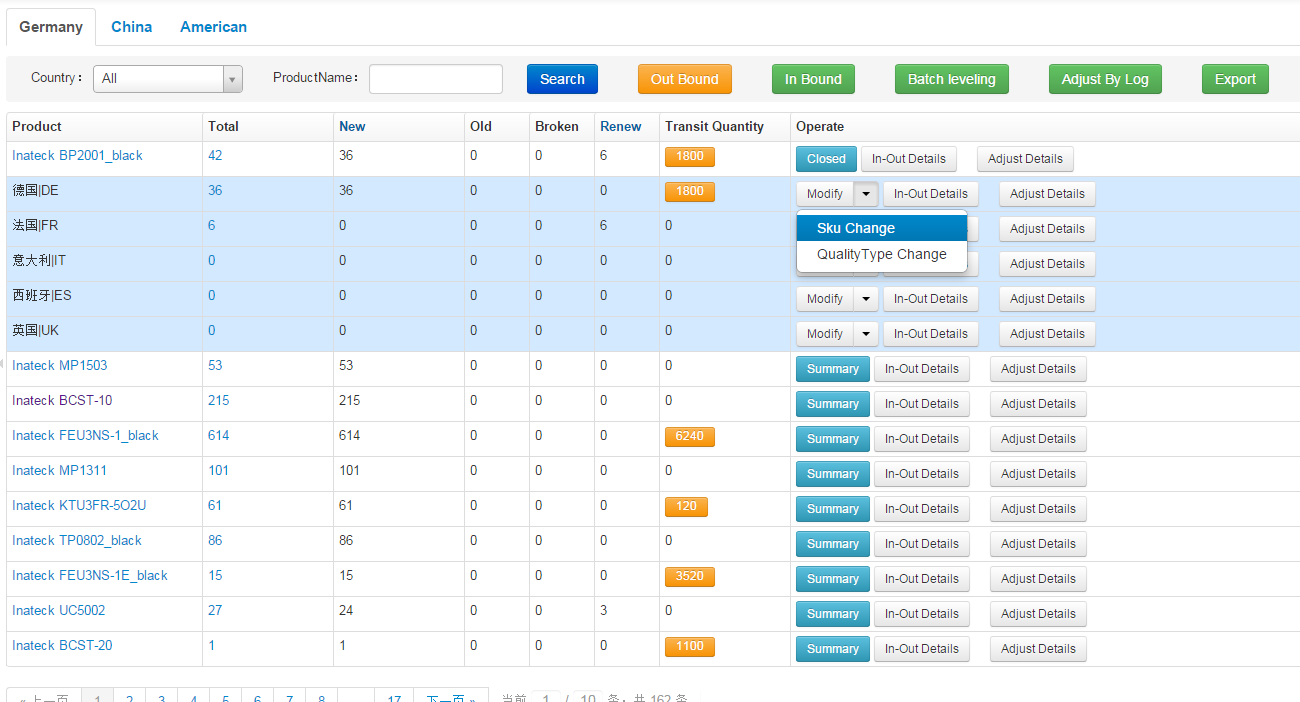 Germany China American
Country： All ProductName： Search Out Bound In Bound Batch leveling Adjust By Log Export
Product Total New Old Broken Renew Transit Quantity Operate
Inateck BP2001_black 42 36 0 0 6 1800 Closed In-Out Details Adjust Details
德国|DE 36 36 0 0 0 1800 Modify In-Out Details Adjust Details
法国|FR 6 0 0 0 6 0 Adjust Details
Sku Change
意大利|IT 0 0 0 0 0 0 Adjust Details
QualityType Change
西班牙|ES 0 0 0 0 0 0 Modify In-Out Details Adjust Details
英国|UK 0 0 0 0 0 0 Modify In-Out Details Adjust Details
Inateck MP1503 53 53 0 0 0 0 Summary In-Out Details Adjust Details
Inateck BCST-10 215 215 0 0 0 0 Summary In-Out Details Adjust Details
Inateck FEU3NS-1_black 614 614 0 0 0 6240 Summary In-Out Details Adjust Details
Inateck MP1311 101 101 0 0 0 0 Summary In-Out Details Adjust Details
Inateck KTU3FR-5O2U 61 61 0 0 0 120 Summary In-Out Details Adjust Details
Inateck TP0802_black 86 86 0 0 0 0 Summary In-Out Details Adjust Details
Inateck FEU3NS-1E_black 15 15 0 0 0 3520 Summary In-Out Details Adjust Details
Inateck UC5002 27 24 0 0 3 0 Summary In-Out Details Adjust Details
Inateck BCST-20 1 1 0 0 0 1100 Summary In-Out Details Adjust Details
« 上一页 1 2 3 4 5 6 7 8 17 下一页 » 当前 1 / 10 条，共 162 条